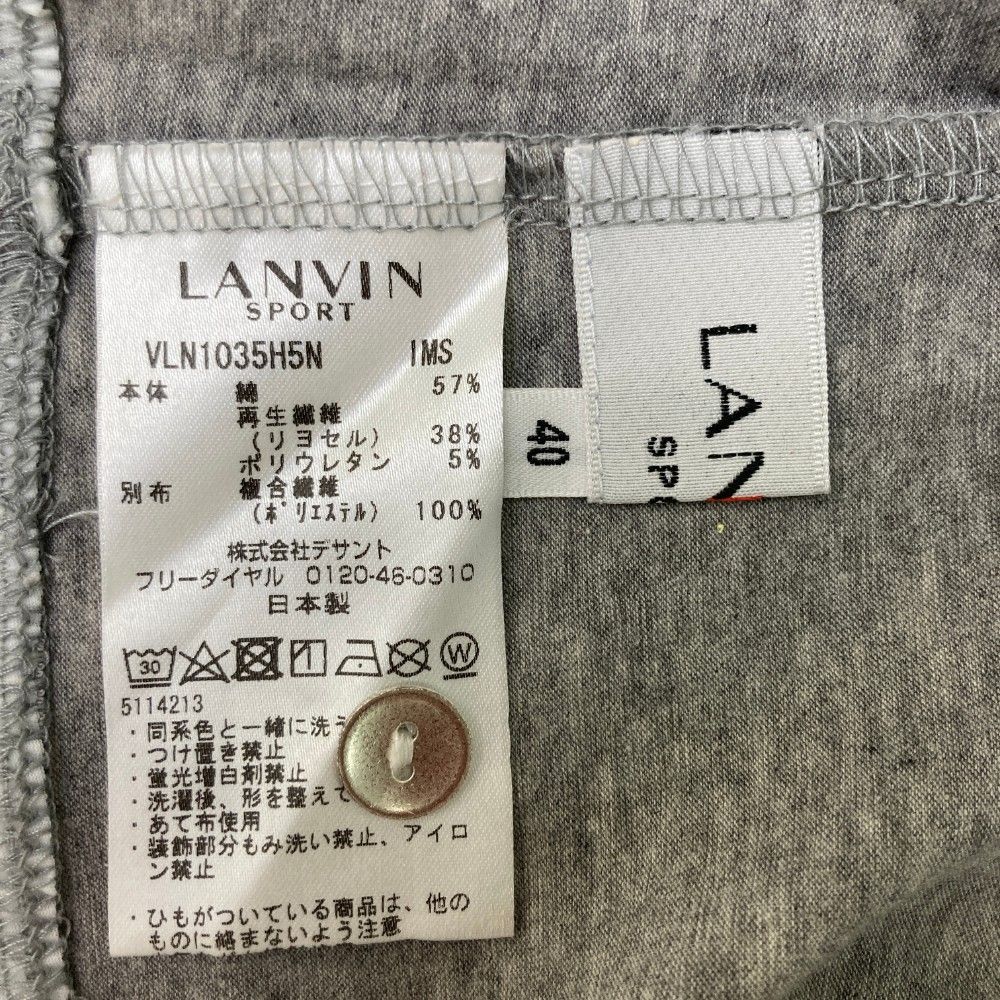 LANVIN
SPORT
VLN1035H5N IMS
本体 綿 57%
再生繊維
(リヨセル) 38%
ポリウレタン 5%
別布 複合繊維
(ポリエステル) 100%
株式会社デサント
フリーダイヤル 0120-46-0310
日本製
30 1 W
5114213
・同系色と一緒に洗う
・つけ置き禁止
・蛍光増白剤禁止
・洗濯後、形を整えて
・あて布使用
・装飾部分もみ洗い禁止、アイロ
ン禁止
・ひもがついている商品は、他の
ものに絡まないよう注意
40
LAN
SPO